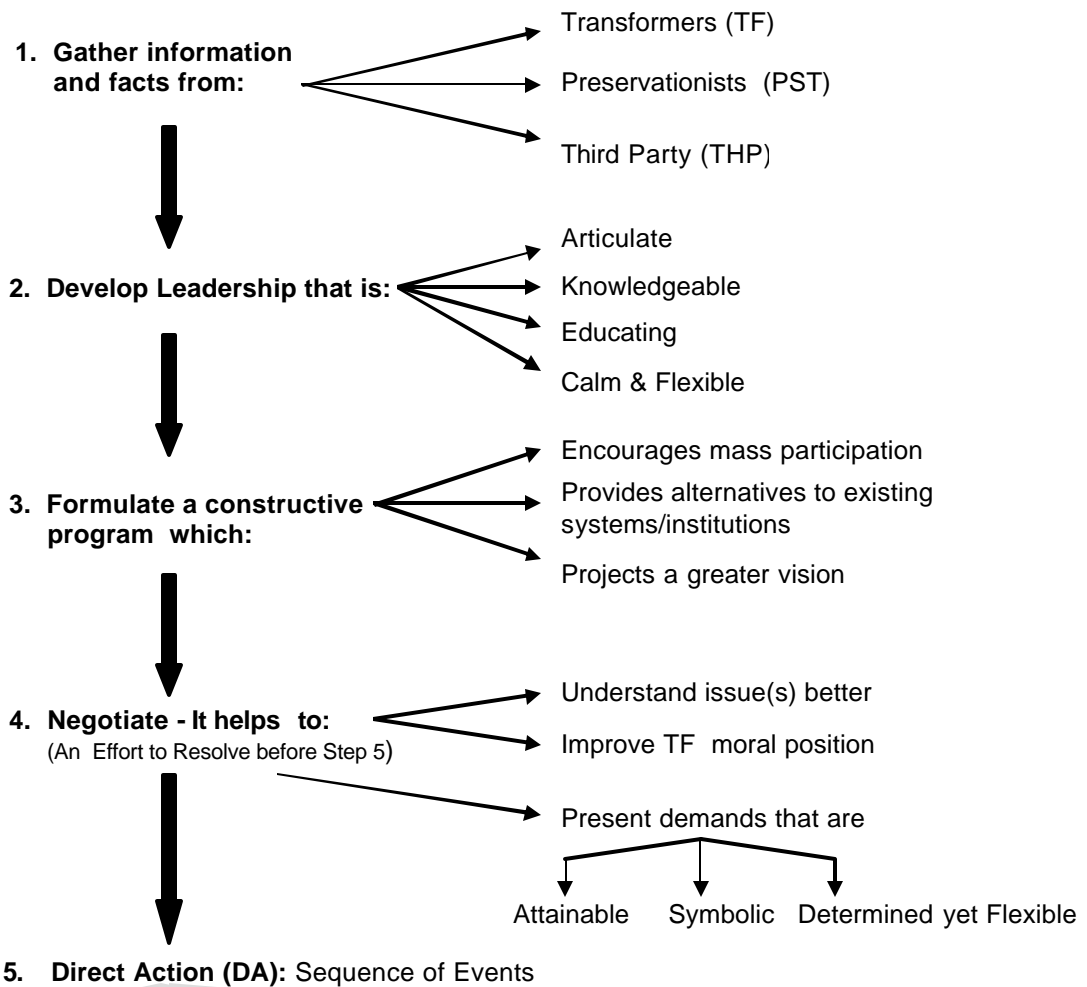 1. Gather information
and facts from:
Transformers (TF)
Preservationists (PST)
Third Party (THP)
2. Develop Leadership that is:
Articulate
Knowledgeable
Educating
Calm & Flexible
3. Formulate a constructive
program which:
Encourages mass participation
Provides alternatives to existing
systems/institutions
Projects a greater vision
4. Negotiate - It helps to:
(An Effort to Resolve before Step 5)
Understand issue(s) better
Improve TF moral position
Present demands that are
Attainable Symbolic Determined yet Flexible
5. Direct Action (DA): Sequence of Events